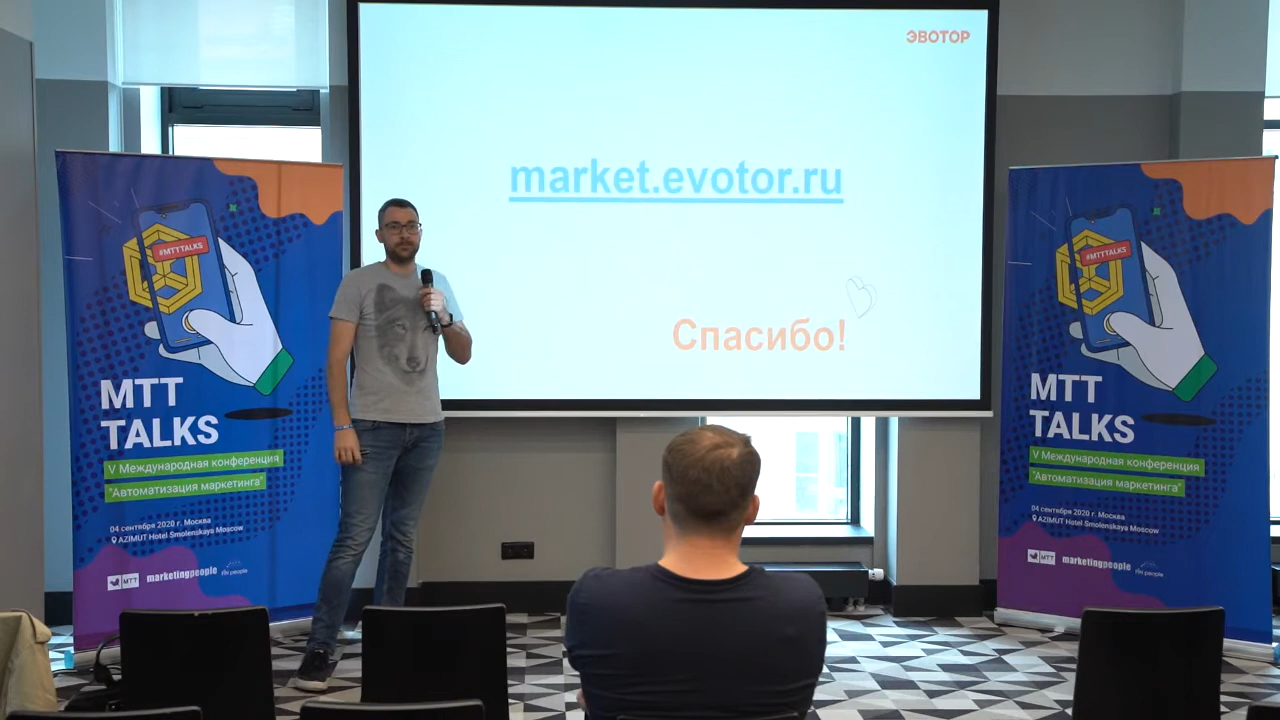 ЭВОТОР
market.evotor.ru
Спасибо!
#MTTTALKS
MTT
TALKS
V Международная конференция
"Автоматизация маркетинга"
04 сентября 2020 г. Москва
AZIMUT Hotel Smolenskaya Moscow
MTT
marketingpeople
#MTTTALKS
MTT
TALKS
V Международная конференция
"Автоматизация маркетинга"
04 сентября 2020 г. Москва
AZIMUT Hotel Smolenskaya Moscow
MTT
marketingpeople